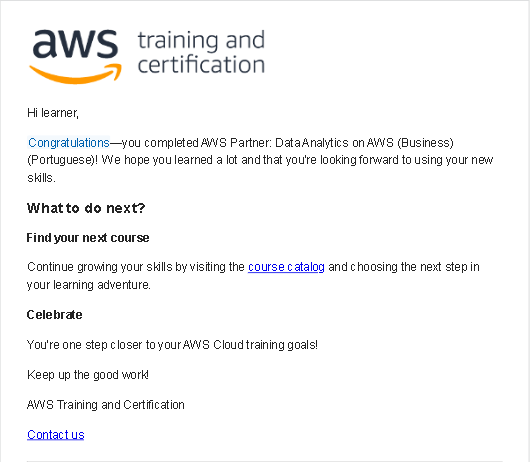 aws training and
certification
Hi learner,
Congratulations—you completed AWS Partner: Data Analytics on AWS (Business)
(Portuguese)! We hope you learned a lot and that you're looking forward to using your new
skills.
What to do next?
Find your next course
Continue growing your skills by visiting the course catalog and choosing the next step in
your learning adventure.
Celebrate
You're one step closer to your AWS Cloud training goals!
Keep up the good work!
AWS Training and Certification
Contact us